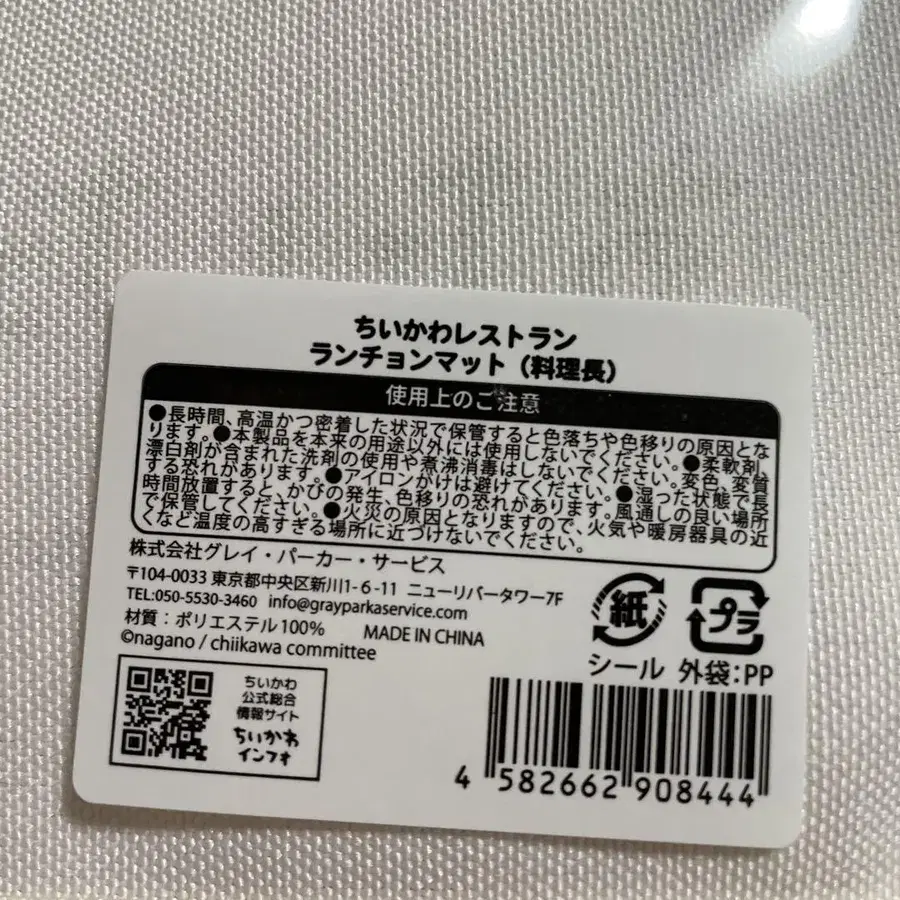 ちいかわレストラン
ランチョンマット（料理長）
使用上のご注意
●長時間、高温かつ密着した状況で保管すると色落ちや色移りの原因とな
ります。●本製品を本来の用途以外には使用しないでください。●柔軟剤、
漂白剤が含まれた洗剤の使用や煮沸消毒はしないでください。変色、変質
する恐れがあります。●アイロンがけは避けてください。●湿った状態で長
時間放置すると、かびの発生、色移りの恐れがあります。風通しの良い場所
で保管してください。●火災の原因となりますので、火気や暖房器具の近
くなど温度の高すぎる場所に近づけないでください。
株式会社グレイ・パーカー・サービス
〒104-0033 東京都中央区新川1-6-11 ニューリバータワー7F
TEL:050-5530-3460 info@grayparkaservice.com
材質：ポリエステル100% MADE IN CHINA
©nagano / chiikawa committee
紙
プラ
シール 外袋:PP
ちいかわ
公式総合
情報サイト
ちいかわ
インフォ
4 582662 908444